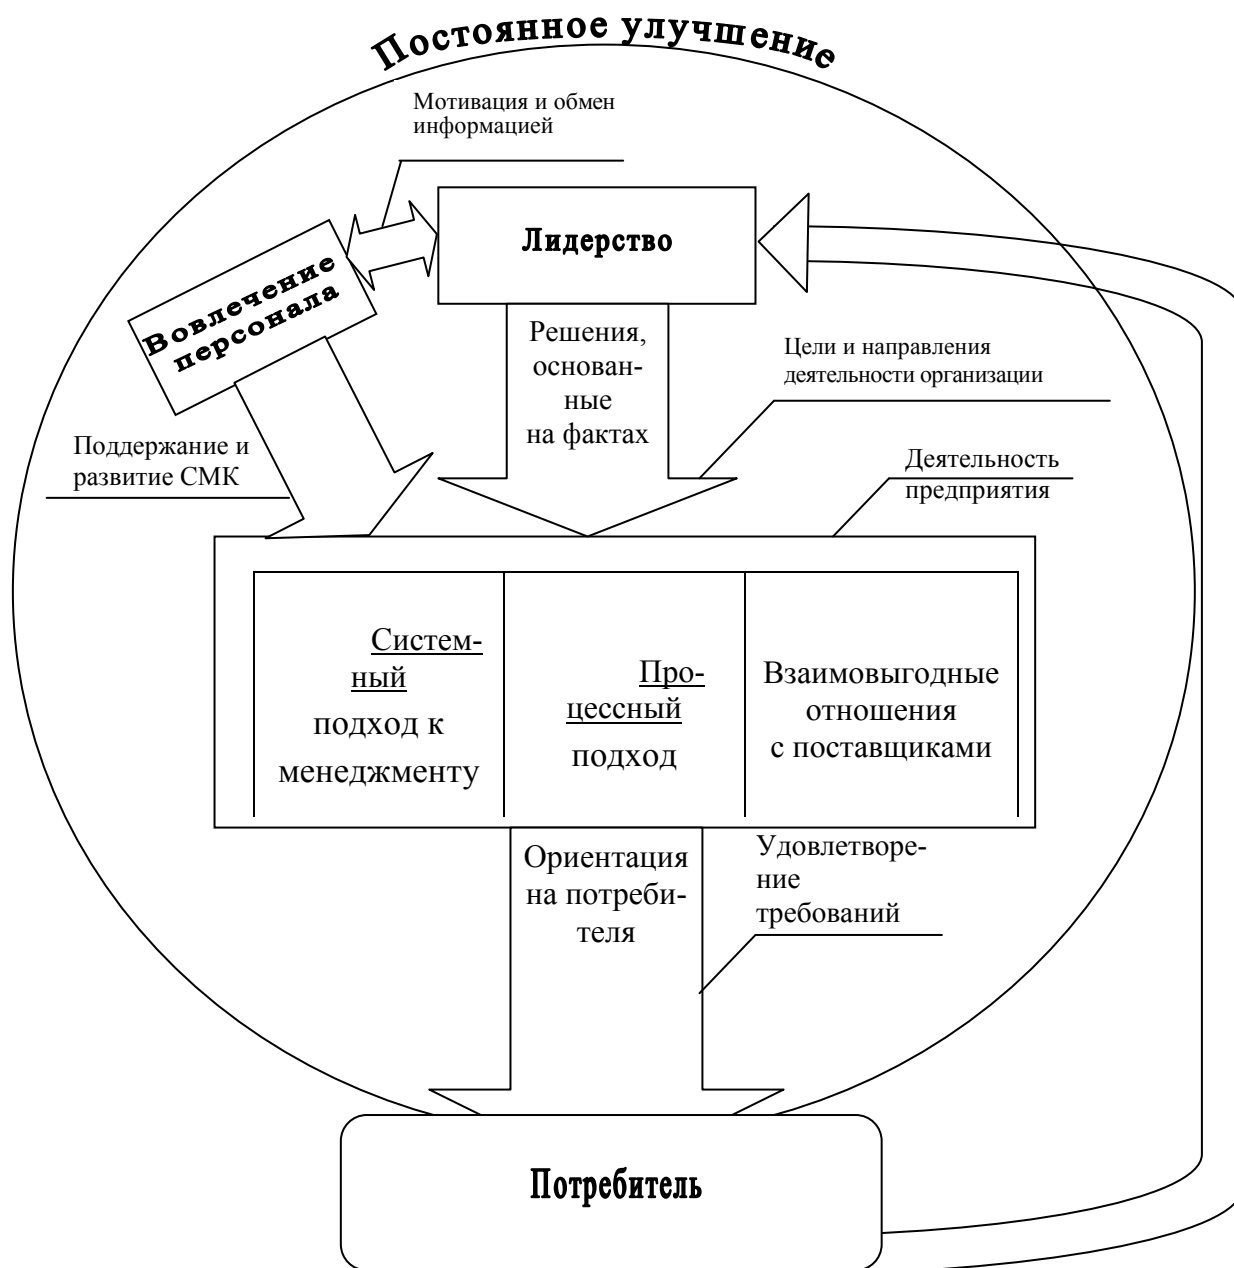 Постоянное улучшение
Мотивация и обмен
информацией
Лидерство
Вовлечение
персонала
Решения,
основан-
ные
на фактах
Цели и направления
деятельности организации
Поддержание и
развитие СМК
Деятельность
предприятия
Систем-
ный
подход к
менеджменту
Про-
цессный
подход
Взаимовыгодные
отношения
с поставщиками
Ориентация
на потреби-
теля
Удовлетворе-
ние
требований
Потребитель